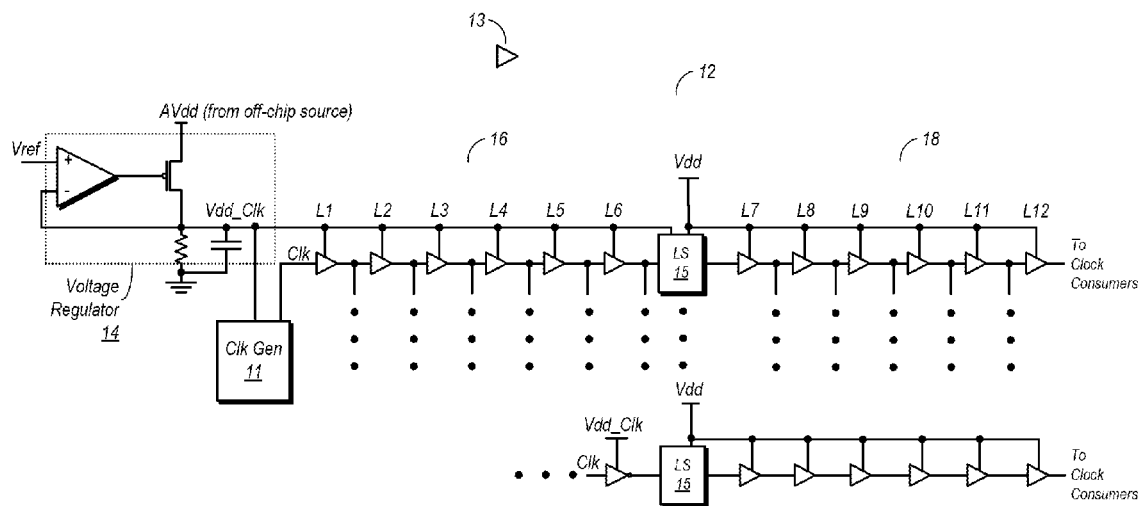 13
12
AVdd (from off-chip source)
16
18
Vref
+
-
Vdd
Vdd_Clk
L1 L2 L3 L4 L5 L6
L7 L8 L9 L10 L11 L12
Clk
LS
15
To
Clock
Consumers
Voltage
Regulator
14
Clk Gen
11
Vdd
Vdd_Clk
Clk
LS
15
To
Clock
Consumers